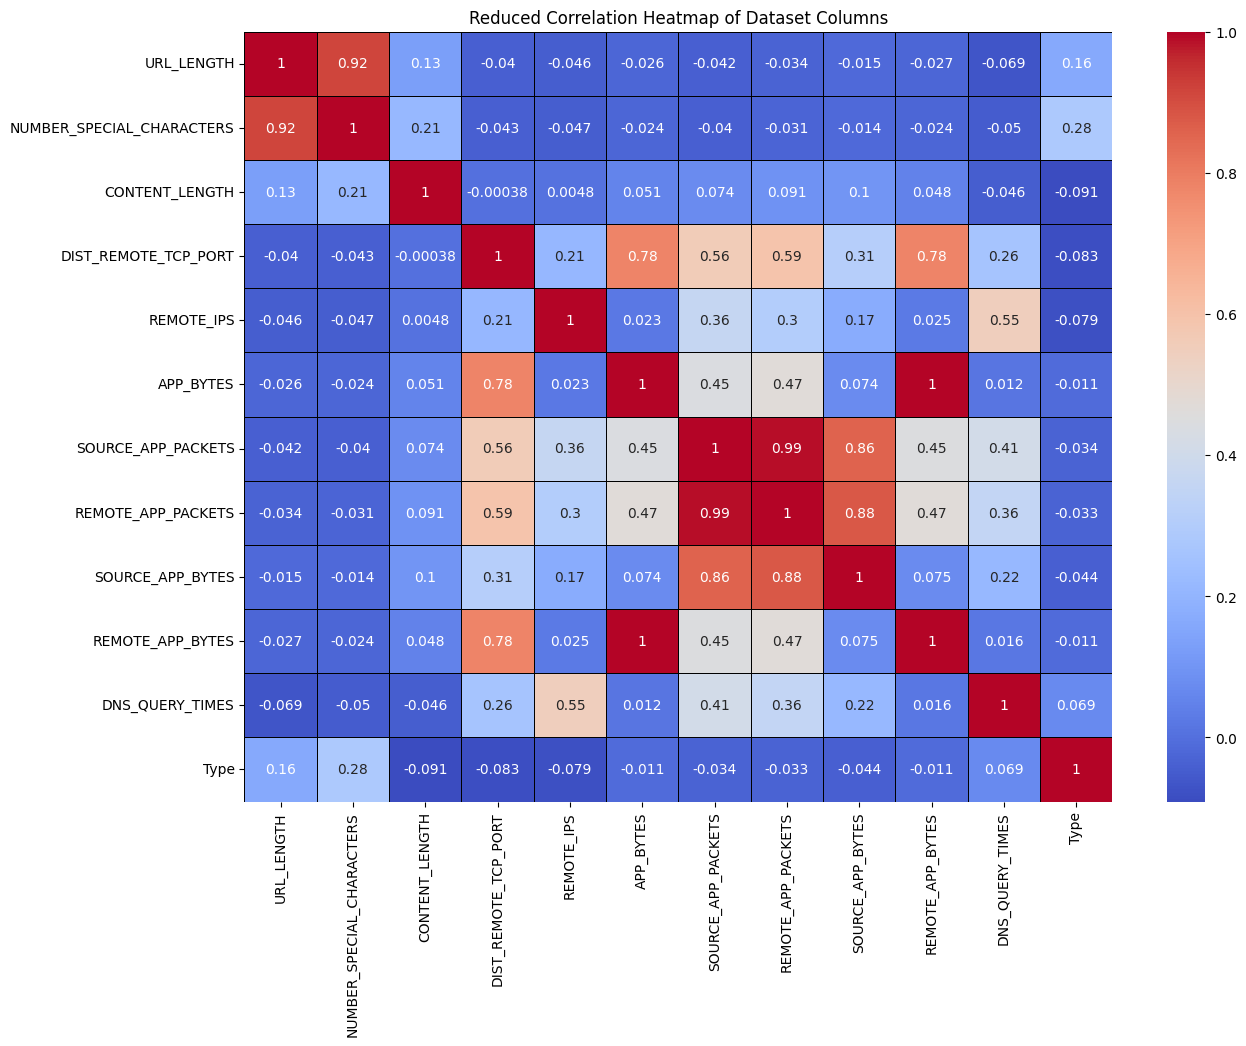 Reduced Correlation Heatmap of Dataset Columns
URL_LENGTH 1 0.92 0.13 -0.04 -0.046 -0.026 -0.042 -0.034 -0.015 -0.027 -0.069 0.16
NUMBER_SPECIAL_CHARACTERS 0.92 1 0.21 -0.043 -0.047 -0.024 -0.04 -0.031 -0.014 -0.024 -0.05 0.28
CONTENT_LENGTH 0.13 0.21 1 -0.00038 0.0048 0.051 0.074 0.091 0.1 0.048 -0.046 -0.091
DIST_REMOTE_TCP_PORT -0.04 -0.043 -0.00038 1 0.21 0.78 0.56 0.59 0.31 0.78 0.26 -0.083
REMOTE_IPS -0.046 -0.047 0.0048 0.21 1 0.023 0.36 0.3 0.17 0.025 0.55 -0.079
APP_BYTES -0.026 -0.024 0.051 0.78 0.023 1 0.45 0.47 0.074 1 0.012 -0.011
SOURCE_APP_PACKETS -0.042 -0.04 0.074 0.56 0.36 0.45 1 0.99 0.86 0.45 0.41 -0.034
REMOTE_APP_PACKETS -0.034 -0.031 0.091 0.59 0.3 0.47 0.99 1 0.88 0.47 0.36 -0.033
SOURCE_APP_BYTES -0.015 -0.014 0.1 0.31 0.17 0.074 0.86 0.88 1 0.075 0.22 -0.044
REMOTE_APP_BYTES -0.027 -0.024 0.048 0.78 0.025 1 0.45 0.47 0.075 1 0.016 -0.011
DNS_QUERY_TIMES -0.069 -0.05 -0.046 0.26 0.55 0.012 0.41 0.36 0.22 0.016 1 0.069
Type 0.16 0.28 -0.091 -0.083 -0.079 -0.011 -0.034 -0.033 -0.044 -0.011 0.069 1
URL_LENGTH
NUMBER_SPECIAL_CHARACTERS
CONTENT_LENGTH
DIST_REMOTE_TCP_PORT
REMOTE_IPS
APP_BYTES
SOURCE_APP_PACKETS
REMOTE_APP_PACKETS
SOURCE_APP_BYTES
REMOTE_APP_BYTES
DNS_QUERY_TIMES
Type
1.0
0.8
0.6
0.4
0.2
0.0